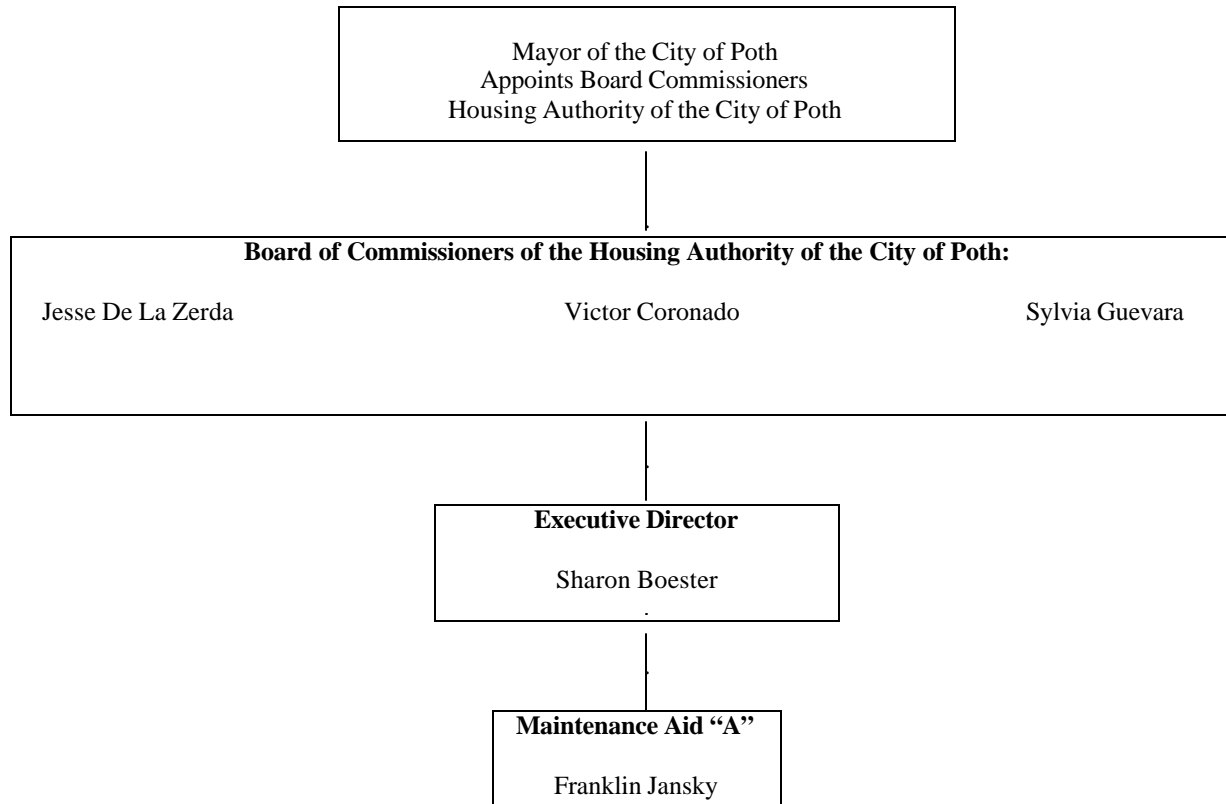 Mayor of the City of Poth
Appoints Board Commissioners
Housing Authority of the City of Poth
Board of Commissioners of the Housing Authority of the City of Poth:
Jesse De La Zerda Victor Coronado Sylvia Guevara
Executive Director
Sharon Boester
Maintenance Aid “A”
Franklin Jansky